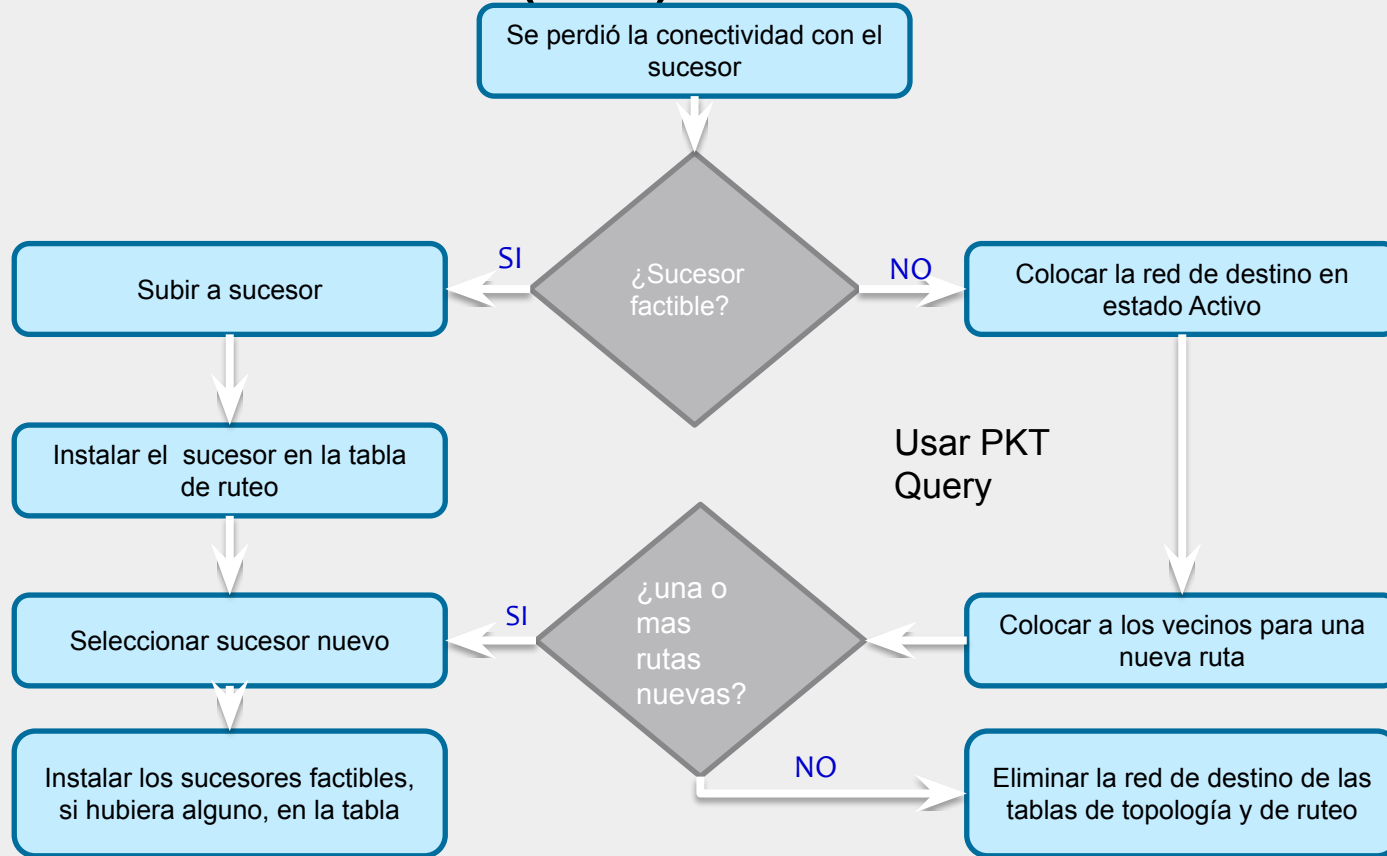 Se perdió la conectividad con el
sucesor
¿Sucesor
factible?
SI
NO
Subir a sucesor
Colocar la red de destino en
estado Activo
Instalar el sucesor en la tabla
de ruteo
Usar PKT
Query
¿una o
mas
rutas
nuevas?
SI
Seleccionar sucesor nuevo
Colocar a los vecinos para una
nueva ruta
NO
Instalar los sucesores factibles,
si hubiera alguno, en la tabla
Eliminar la red de destino de las
tablas de topología y de ruteo